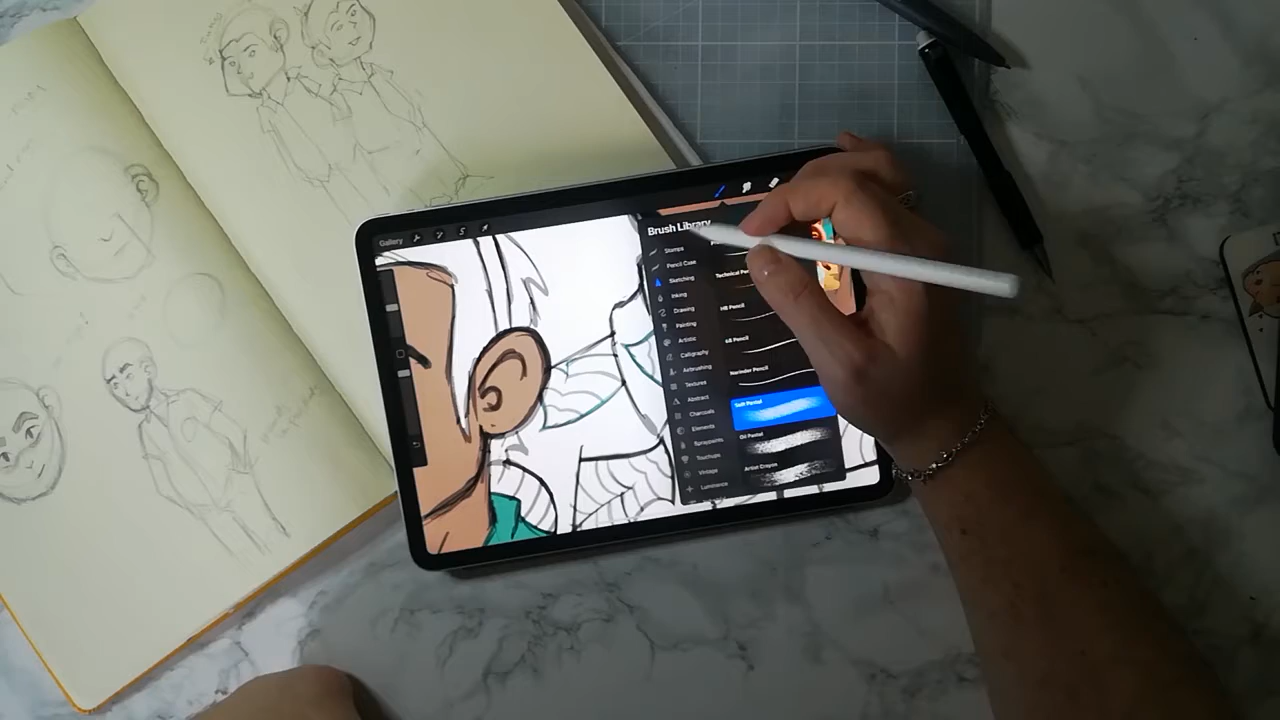 Gallery
Brush Library
Stamps
Pencil Case
Sketching
Inking
Drawing
Painting
Artistic
Calligraphy
Airbrushing
Textures
Abstract
Charcoals
Elements
Spraypaints
Touchups
Vintage
Luminance
Technical
HB Pencil
6B Pencil
Narinder Pencil
Soft Pastel
Oil Pastel
Artist Crayon